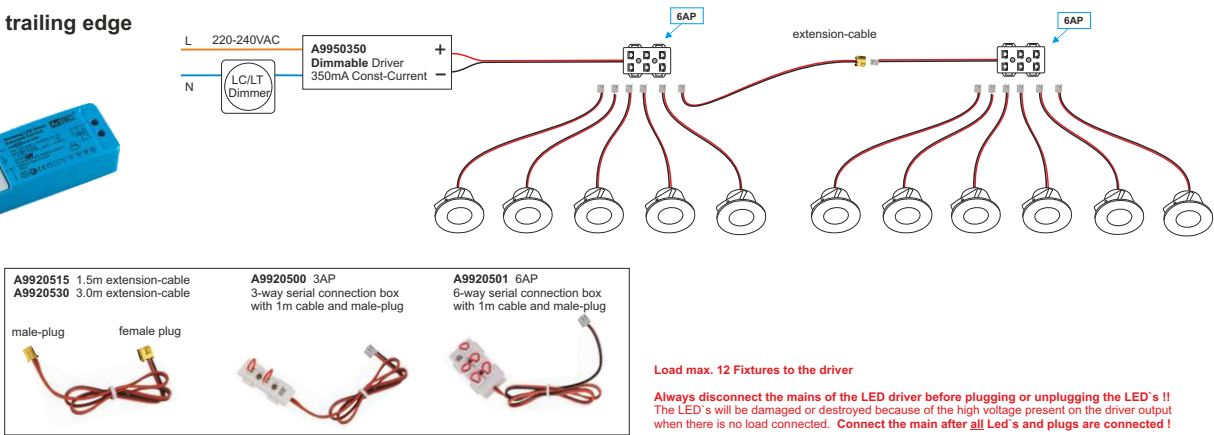 trailing edge
L 220-240VAC
N
LC/LT
Dimmer
A9950350
Dimmable Driver
350mA Const-Current
+
−
6AP
extension-cable
6AP
A9920515 1.5m extension-cable
A9920530 3.0m extension-cable
male-plug female plug
A9920500 3AP
3-way serial connection box
with 1m cable and male-plug
A9920501 6AP
6-way serial connection box
with 1m cable and male-plug
Load max. 12 Fixtures to the driver
Always disconnect the mains of the LED driver before plugging or unplugging the LED`s !!
The LED`s will be damaged or destroyed because of the high voltage present on the driver output
when there is no load connected. Connect the main after all Led`s and plugs are connected !